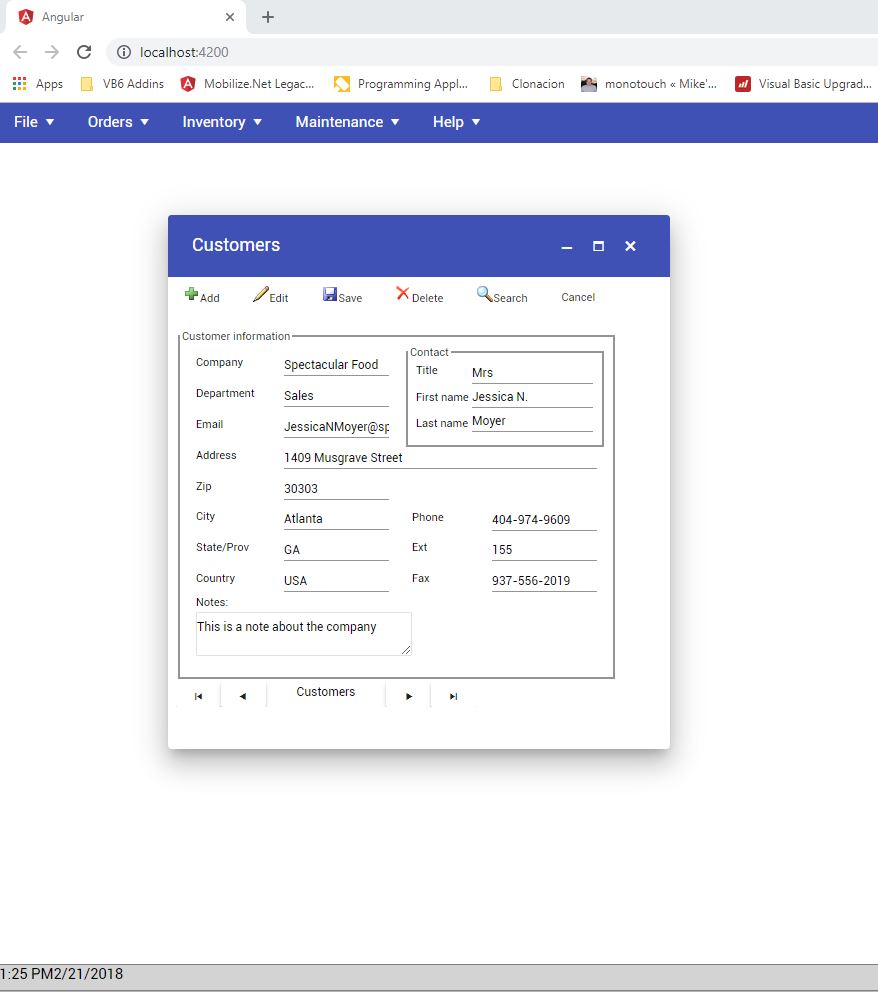 Angular
localhost:4200
Apps VB6 Addins Mobilize.Net Legac... Programming Appl... Clonacion monotouch « Mike'... Visual Basic Upgrad...
File Orders Inventory Maintenance Help
Customers
Add Edit Save Delete Search Cancel
Customer information
Company Spectacular Food
Department Sales
Email JessicaNMoyer@sp
Contact
Title Mrs
First name Jessica N.
Last name Moyer
Address 1409 Musgrave Street
Zip 30303
City Atlanta Phone 404-974-9609
State/Prov GA Ext 155
Country USA Fax 937-556-2019
Notes:
This is a note about the company
Customers
1:25 PM2/21/2018